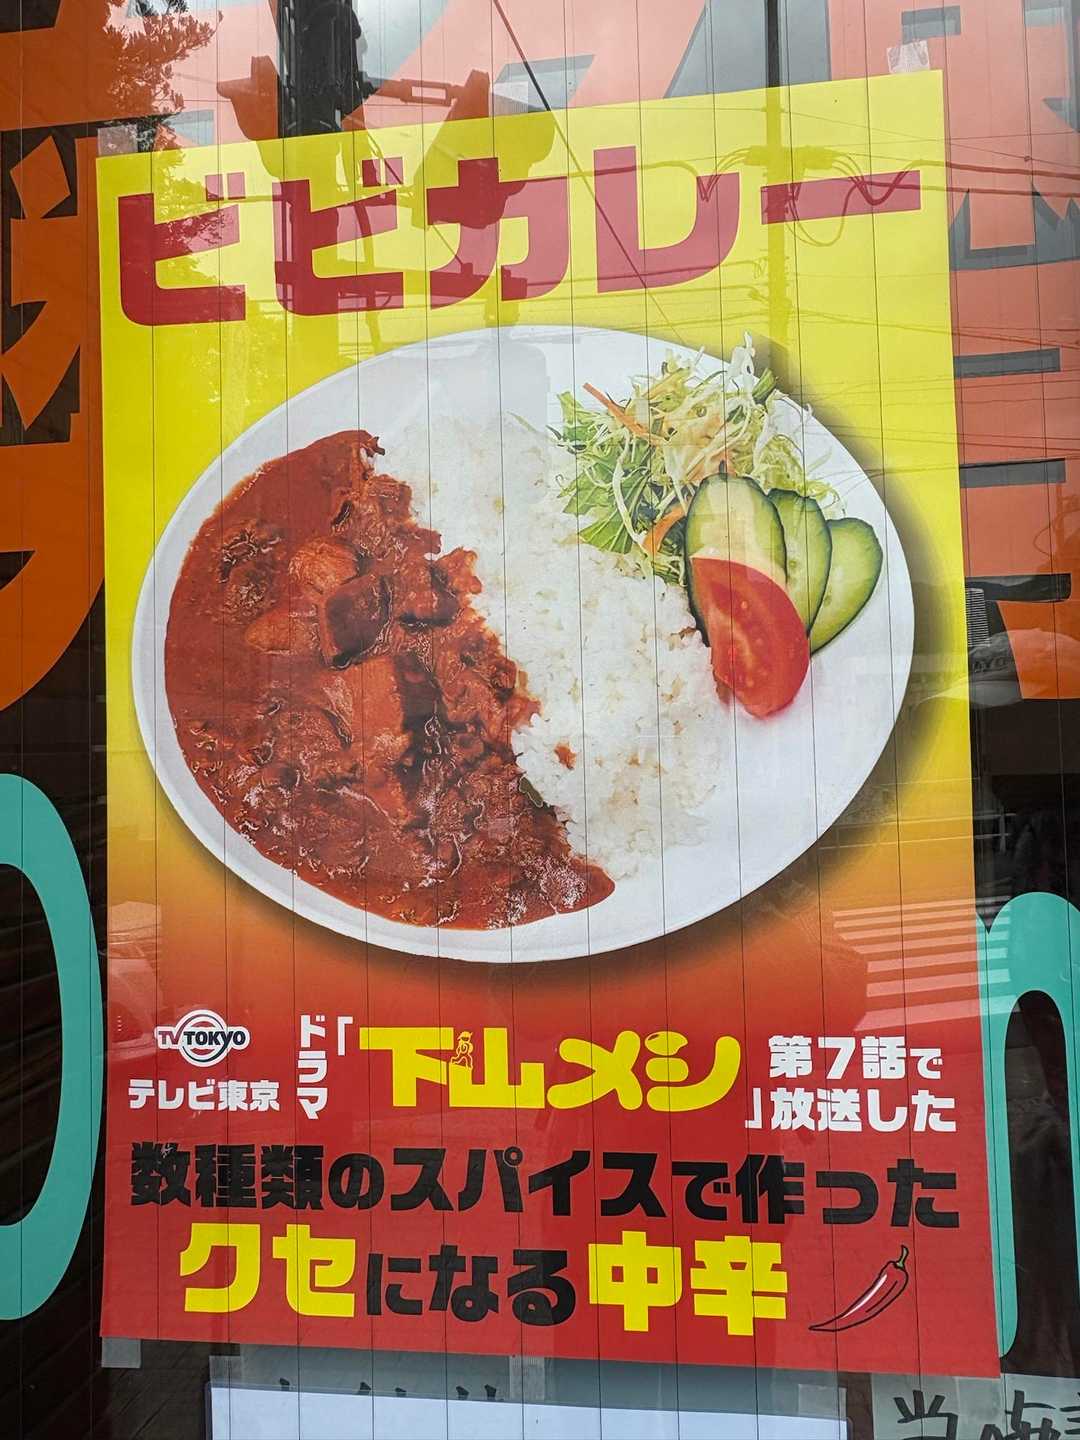 ビビカレー
TV TOKYO
テレビ東京
ドラマ
「下山メシ」
第7話で
放送した
数種類のスパイスで作った
クセになる中辛